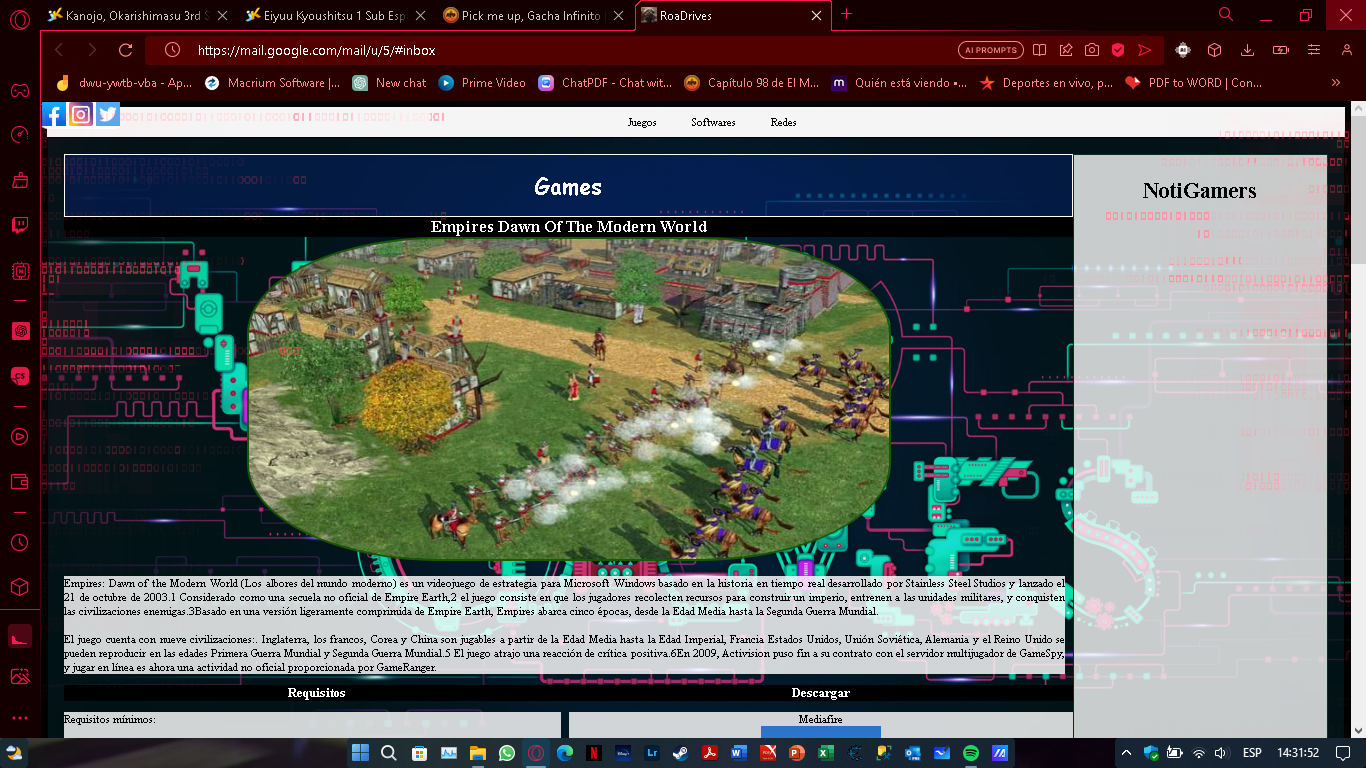 Kanojo, Okarishimasu 3rd S
Eiyuu Kyoushitsu 1 Sub Esp
Pick me up, Gacha Infinito
RoaDrives
https://mail.google.com/mail/u/5/#inbox
AI PROMPTS
dwu-ywtb-vba - Ap...
Macrium Software |...
New chat
Prime Video
ChatPDF - Chat wit...
Capítulo 98 de El M...
Quién está viendo •...
Deportes en vivo, p...
PDF to WORD | Con...
Juegos
Softwares
Redes
Games
NotiGamers
Empires Dawn Of The Modern World
Empires: Dawn of the Modern World (Los albores del mundo moderno) es un videojuego de estrategia para Microsoft Windows basado en la historia en tiempo real desarrollado por Stainless Steel Studios y lanzado el
21 de octubre de 2003.1 Considerado como una secuela no oficial de Empire Earth,2 el juego consiste en que los jugadores recolecten recursos para construir un imperio, entrenen a las unidades militares, y conquisten
las civilizaciones enemigas.3Basado en una versión ligeramente comprimida de Empire Earth, Empires abarca cinco épocas, desde la Edad Media hasta la Segunda Guerra Mundial.
El juego cuenta con nueve civilizaciones:. Inglaterra, los francos, Corea y China son jugables a partir de la Edad Media hasta la Edad Imperial, Francia Estados Unidos, Unión Soviética, Alemania y el Reino Unido se
pueden reproducir en las edades Primera Guerra Mundial y Segunda Guerra Mundial.5 El juego atrajo una reacción de crítica positiva.6En 2009, Activision puso fin a su contrato con el servidor multijugador de GameSpy,
y jugar en línea es ahora una actividad no oficial proporcionada por GameRanger.
Requisitos
Descargar
Requisitos mínimos:
Mediafire
ESP
14:31:52